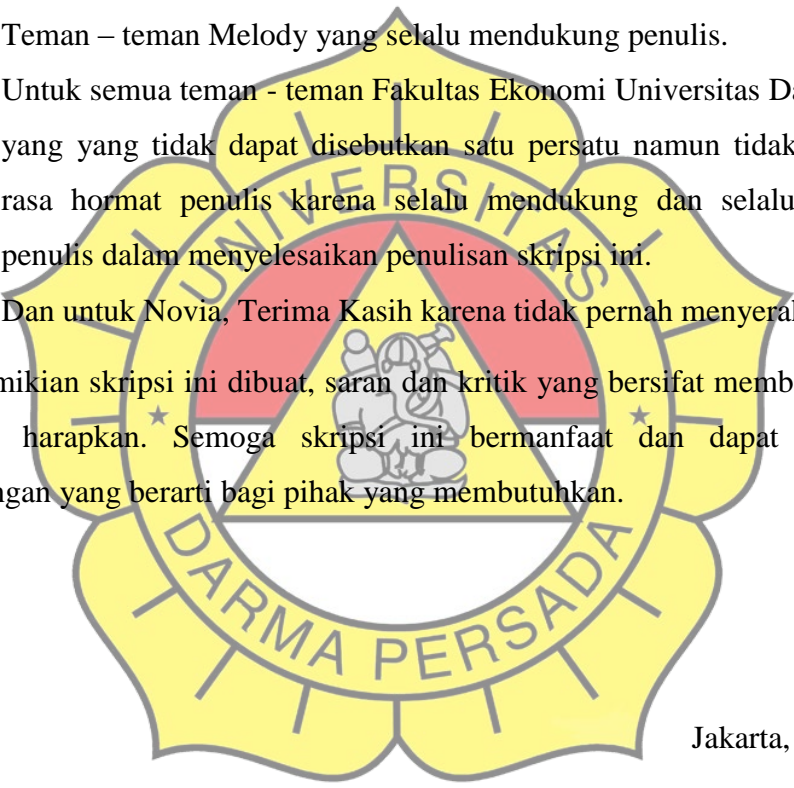 Teman – teman Melody yang selalu mendukung penulis.
Untuk semua teman - teman Fakultas Ekonomi Universitas Da
yang yang tidak dapat disebutkan satu persatu namun tidak
rasa hormat penulis karena selalu mendukung dan selalu
penulis dalam menyelesaikan penulisan skripsi ini.
Dan untuk Novia, Terima Kasih karena tidak pernah menyerah
mikian skripsi ini dibuat, saran dan kritik yang bersifat memb
harapkan. Semoga skripsi ini bermanfaat dan dapat
ngan yang berarti bagi pihak yang membutuhkan.
Jakarta,
UNIVERSITAS
DARMA PERSADA